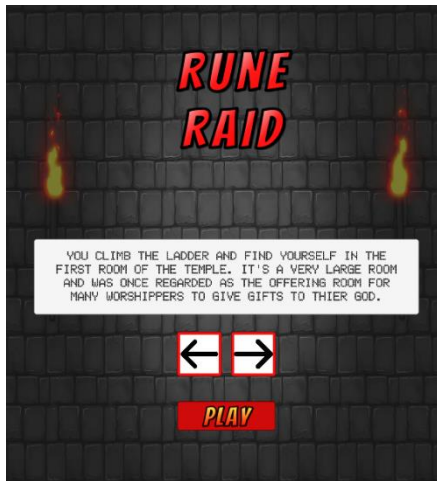 RUNE
RAID
YOU CLIMB THE LADDER AND FIND YOURSELF IN THE
FIRST ROOM OF THE TEMPLE. IT'S A VERY LARGE ROOM
AND WAS ONCE REGARDED AS THE OFFERING ROOM FOR
MANY WORSHIPPERS TO GIVE GIFTS TO THIER GOD.
PLAY